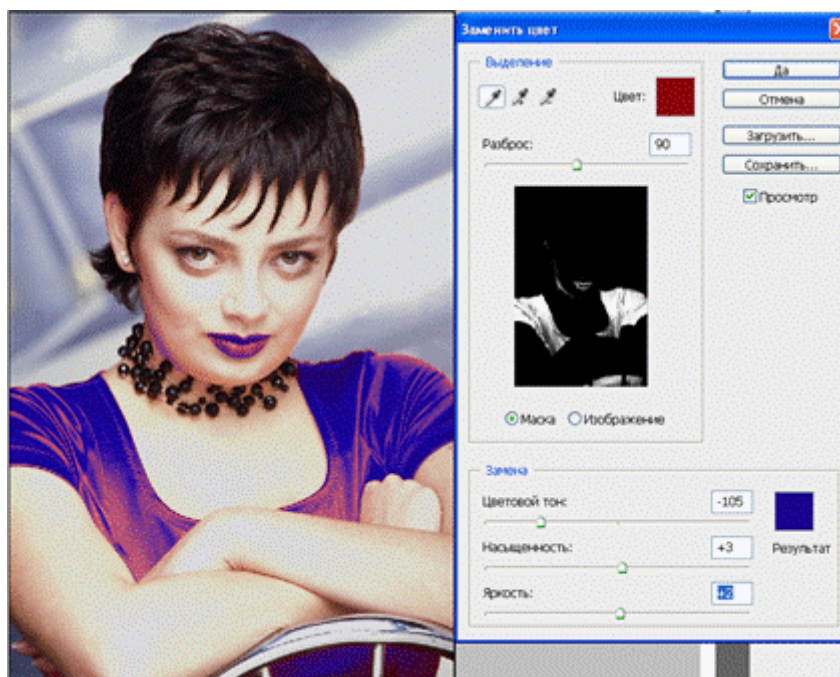 Заменить цвет
Выделение
Цвет:
Разброс:
90
Маска
Изображение
Да
Отмена
Загрузить...
Сохранить...
Просмотр
Замена
Цветовой тон:
-105
Насыщенность:
+3
Результат
Яркость:
+2